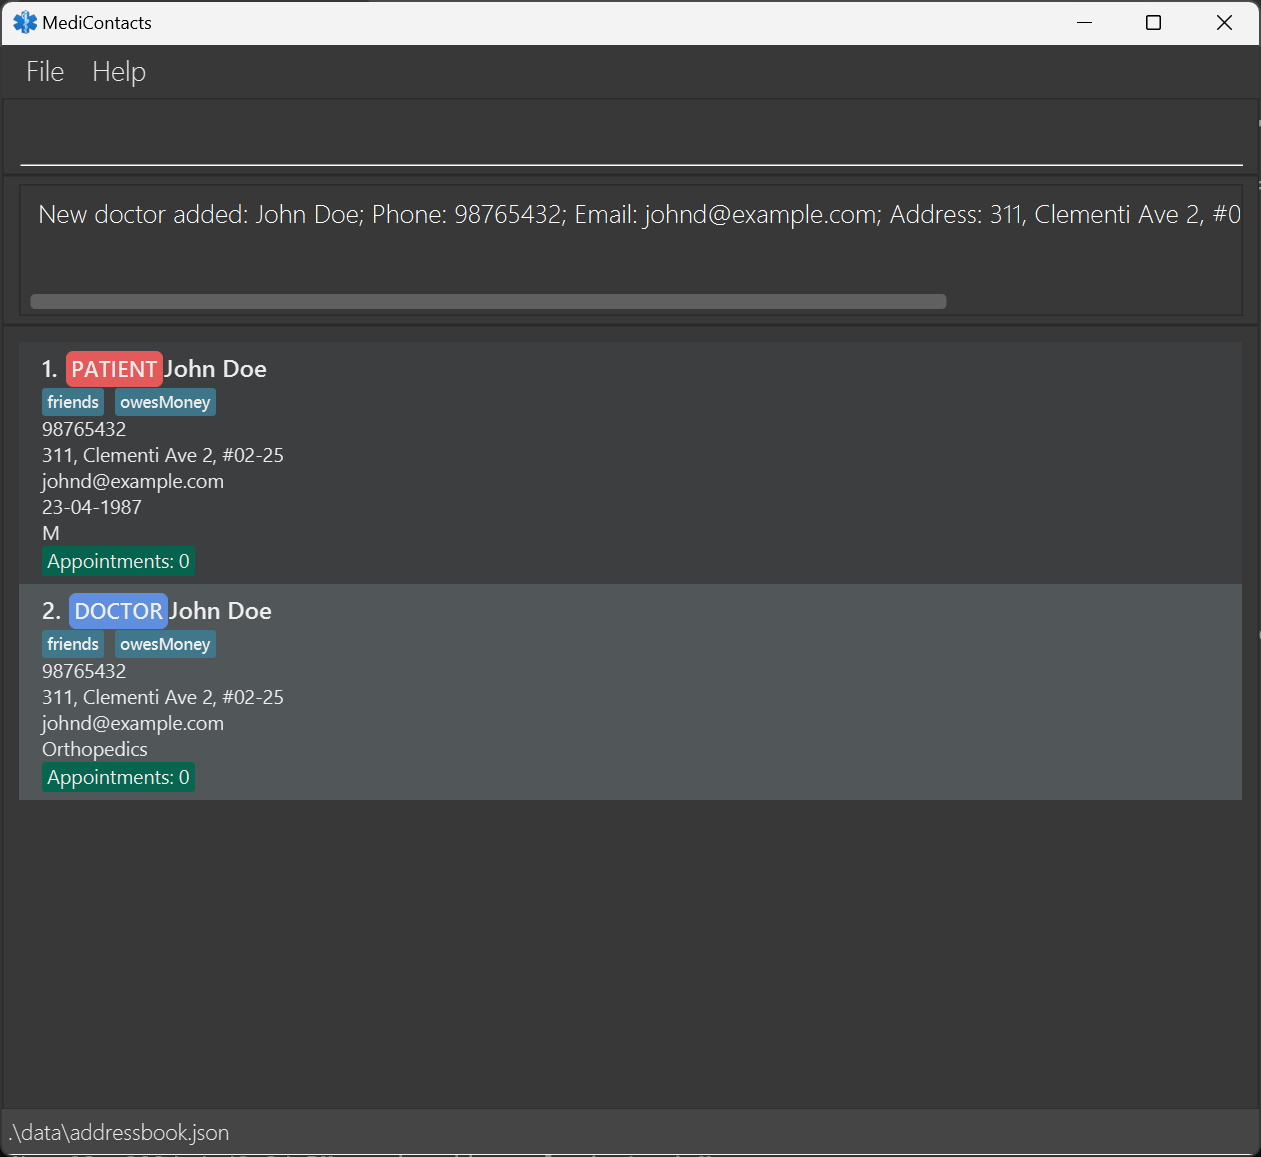 MediContacts
File Help
New doctor added: John Doe; Phone: 98765432; Email: johnd@example.com; Address: 311, Clementi Ave 2, #0
1. PATIENT John Doe
friends owesMoney
98765432
311, Clementi Ave 2, #02-25
johnd@example.com
23-04-1987
M
Appointments: 0
2. DOCTOR John Doe
friends owesMoney
98765432
311, Clementi Ave 2, #02-25
johnd@example.com
Orthopedics
Appointments: 0
.\data\addressbook.json